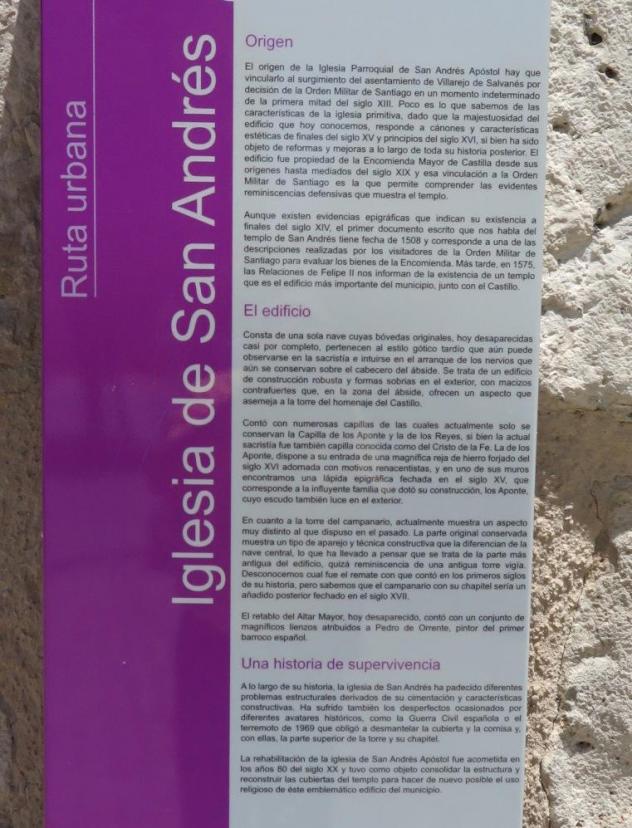 Ruta urbana
Iglesia de San Andrés
Origen
El origen de la Iglesia Parroquial de San Andrés Apóstol hay que
vincularlo al surgimiento del asentamiento de Villarejo de Salvanés por
decisión de la Orden Militar de Santiago en un momento indeterminado
de la primera mitad del siglo XIII. Poco es lo que sabemos de las
características de la iglesia primitiva, dado que la majestuosidad del
edificio que hoy conocemos, responde a cánones y características
estéticas de finales del siglo XV y principios del siglo XVI, si bien ha sido
objeto de reformas y mejoras a lo largo de toda su historia posterior. El
edificio fue propiedad de la Encomienda Mayor de Castilla desde sus
orígenes hasta mediados del siglo XIX y esa vinculación a la Orden
Militar de Santiago es la que permite comprender las evidentes
reminiscencias defensivas que muestra el templo.
Aunque existen evidencias epigráficas que indican su existencia a
finales del siglo XIV, el primer documento escrito que nos habla del
templo de San Andrés tiene fecha de 1508 y corresponde a una de las
descripciones realizadas por los visitadores de la Orden Militar de
Santiago para evaluar los bienes de la Encomienda. Más tarde, en 1575,
las Relaciones de Felipe II nos informan de la existencia de un templo
que es el edificio más importante del municipio, junto con el Castillo.
El edificio
Consta de una sola nave cuyas bóvedas originales, hoy desaparecidas
casi por completo, pertenecen al estilo gótico tardío que aún puede
observarse en la sacristía e intuirse en el arranque de los nervios que
aún se conservan sobre el cabecero del ábside. Se trata de un edificio
de construcción robusta y formas sobrias en el exterior, con macizos
contrafuertes que, en la zona del ábside, ofrecen un aspecto que
asemeja a la torre del homenaje del Castillo.
Contó con numerosas capillas de las cuales actualmente solo se
conservan la Capilla de los Aponte y la de los Reyes, si bien la actual
sacristía fue también capilla conocida como del Cristo de la Fe. La de los
Aponte, dispone a su entrada de una magnífica reja de hierro forjado del
siglo XVI adornada con motivos renacentistas, y en uno de sus muros
encontramos una lápida epigráfica fechada en el siglo XV, que
corresponde a la influyente familia que dotó su construcción, los Aponte,
cuyo escudo también luce en el exterior.
En cuanto a la torre del campanario, actualmente muestra un aspecto
muy distinto al que dispuso en el pasado. La parte original conservada
muestra un tipo de aparejo y técnica constructiva que la diferencian de la
nave central, lo que ha llevado a pensar que se trata de la parte más
antigua del edificio, quizá reminiscencia de una antigua torre vigía.
Desconocemos cual fue el remate con que contó en los primeros siglos
de su historia, pero sabemos que el campanario con su chapitel sería un
añadido posterior fechado en el siglo XVII.
El retablo del Altar Mayor, hoy desaparecido, contó con un conjunto de
magníficos lienzos atribuidos a Pedro de Orrente, pintor del primer
barroco español.
Una historia de supervivencia
A lo largo de su historia, la iglesia de San Andrés ha padecido diferentes
problemas estructurales derivados de su cimentación y características
constructivas. Ha sufrido también los desperfectos ocasionados por
diferentes avatares históricos, como la Guerra Civil española o el
terremoto de 1969 que obligó a desmantelar la cubierta y la cornisa y,
con ellas, la parte superior de la torre y su chapitel.
La rehabilitación de la iglesia de San Andrés Apóstol fue acometida en
los años 80 del siglo XX y tuvo como objeto consolidar la estructura y
reconstruir las cubiertas del templo para hacer de nuevo posible el uso
religioso de éste emblemático edificio del municipio.